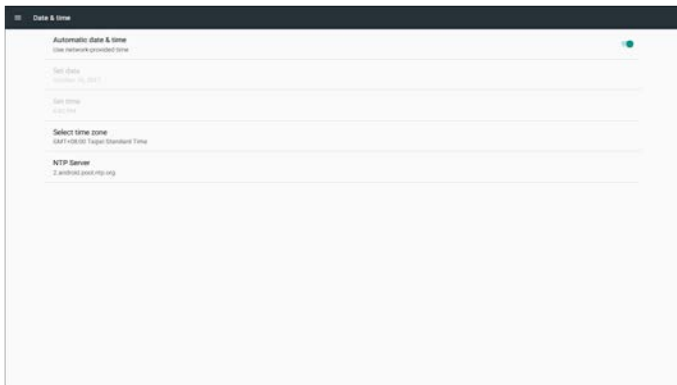 Date & time
Automatic date & time
Use network-provided time
Set date
October
Set time
Select time zone
GMT+08:00 Taipei Standard Time
NTP Server
2.android.pool.ntp.org